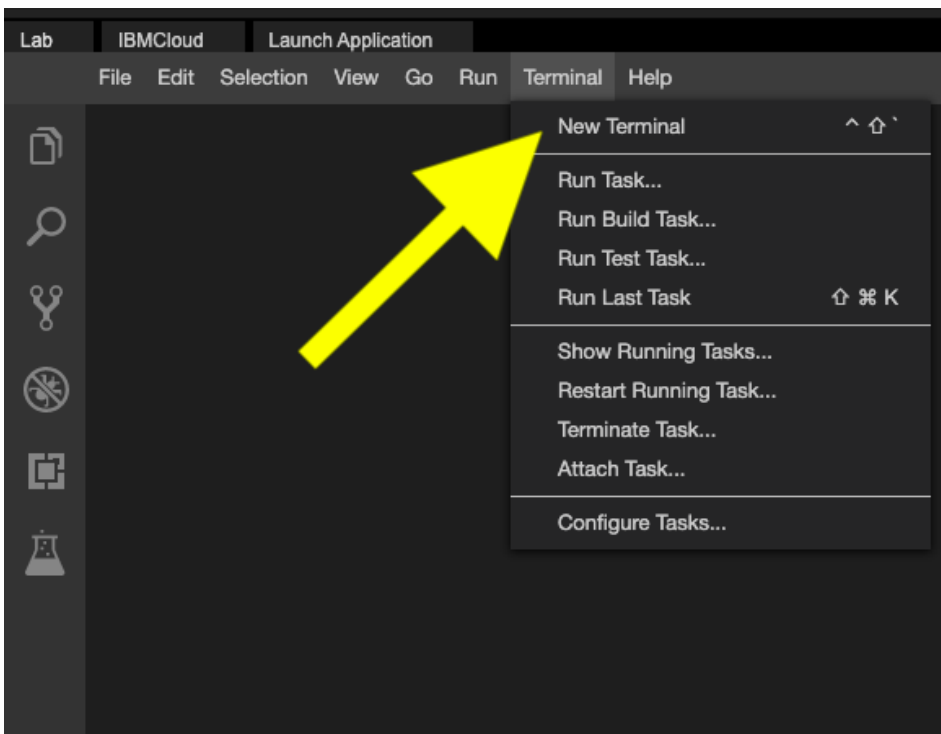 Lab IBMCloud Launch Application
File Edit Selection View Go Run Terminal Help
New Terminal ^ ⇧ `
Run Task...
Run Build Task...
Run Test Task...
Run Last Task ⇧ ⌘ K
Show Running Tasks...
Restart Running Task...
Terminate Task...
Attach Task...
Configure Tasks...